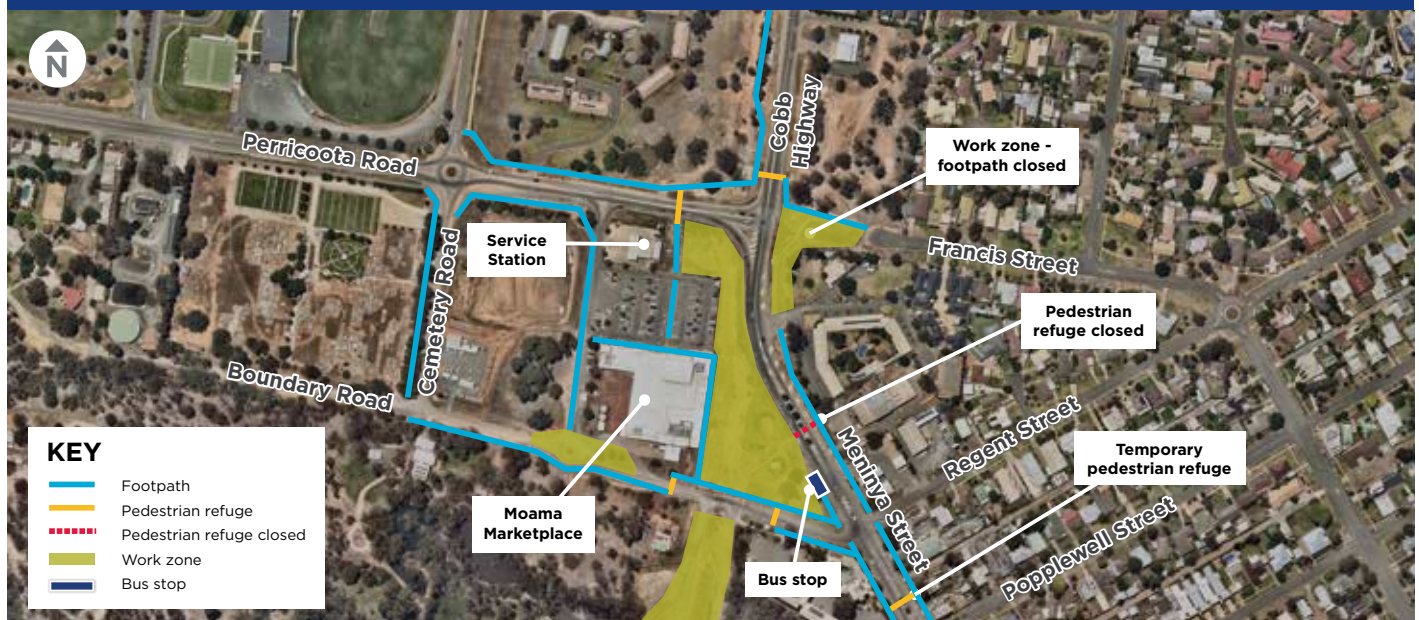 N
Perricoota Road
Cobb
Highway
Work zone -
footpath closed
Service
Station
Cemetery Road
Francis Street
Pedestrian
refuge closed
Boundary Road
Regent Street
Meninya Street
Temporary
pedestrian refuge
Popplewell Street
Moama
Marketplace
Bus stop
KEY
Footpath
Pedestrian refuge
Pedestrian refuge closed
Work zone
Bus stop